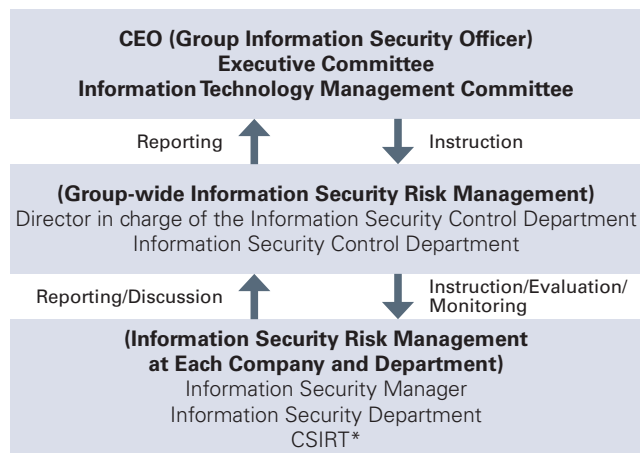 CEO (Group Information Security Officer)
Executive Committee
Information Technology Management Committee
Reporting
Instruction
(Group-wide Information Security Risk Management)
Director in charge of the Information Security Control Department
Information Security Control Department
Reporting/Discussion
Instruction/Evaluation/
Monitoring
(Information Security Risk Management
at Each Company and Department)
Information Security Manager
Information Security Department
CSIRT*